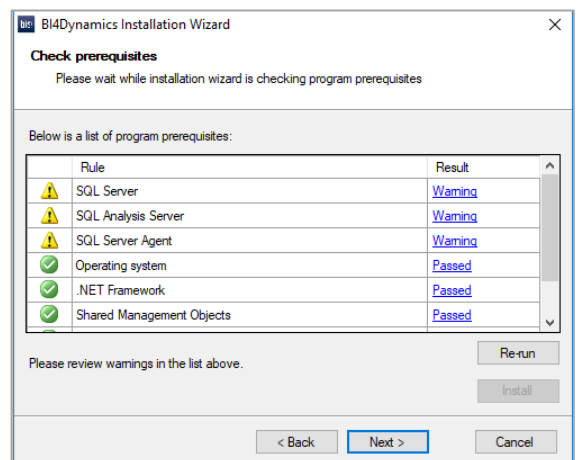 bi4 BI4Dynamics Installation Wizard
Check prerequisites
Please wait while installation wizard is checking program prerequisites
Below is a list of program prerequisites:
Rule Result
SQL Server Warning
SQL Analysis Server Warning
SQL Server Agent Warning
Operating system Passed
.NET Framework Passed
Shared Management Objects Passed
Please review warnings in the list above.
Re-run
Install
< Back Next > Cancel